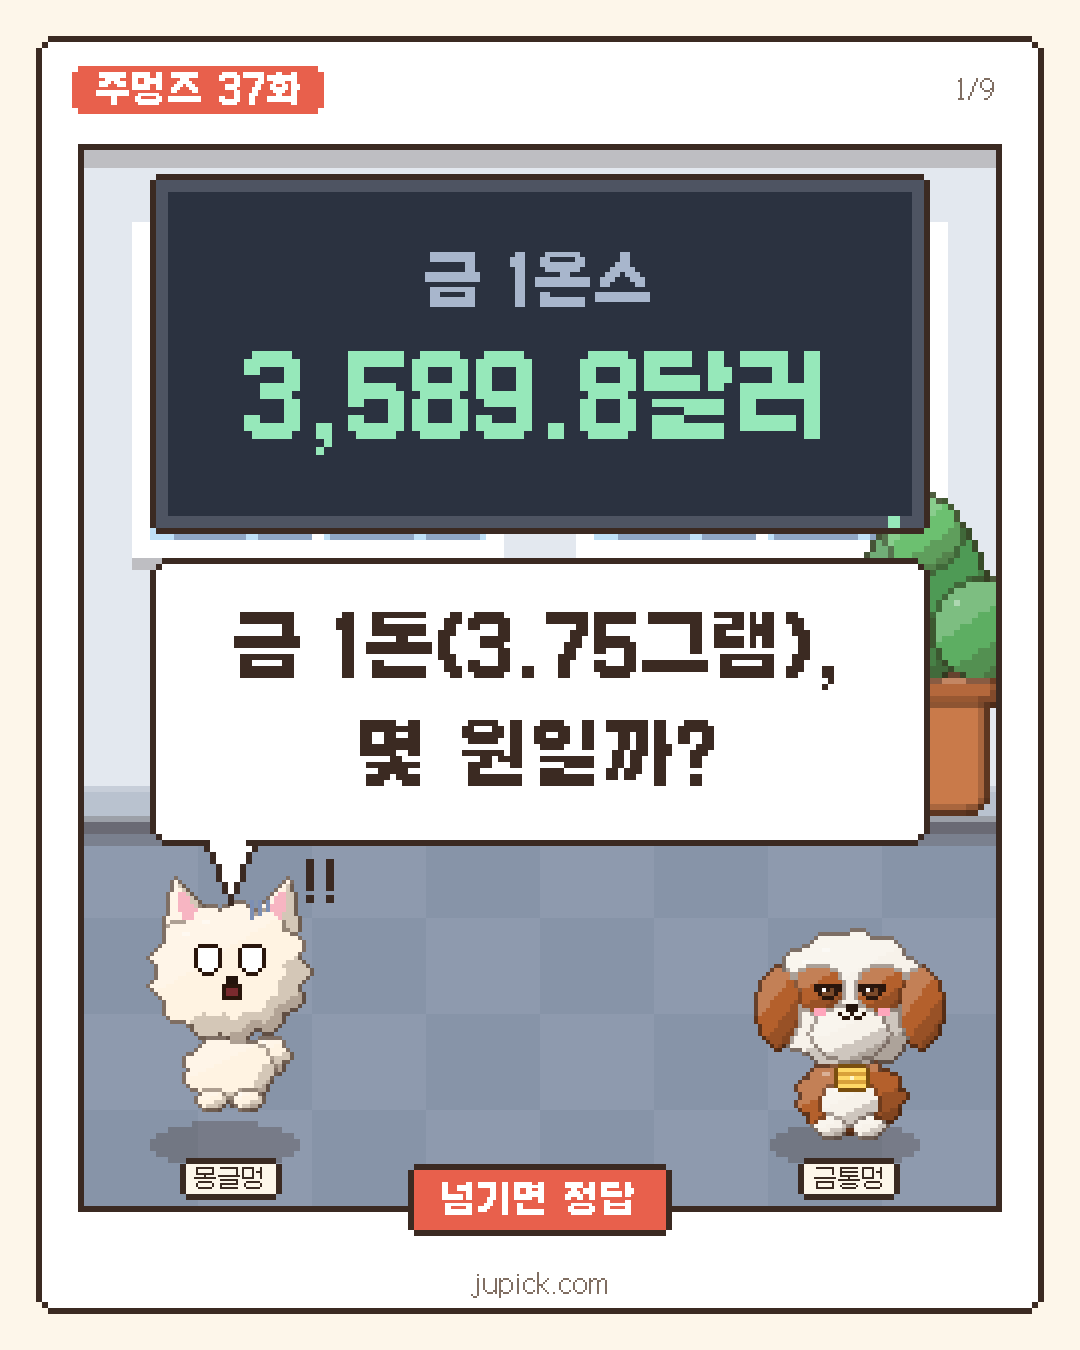 주멍즈 37화
1/9
금 1온스
3,589.8달러
금 1돈(3.75그램),
몇 원일까?
!!
몽글멍
금통멍
넘기면 정답
jupick.com